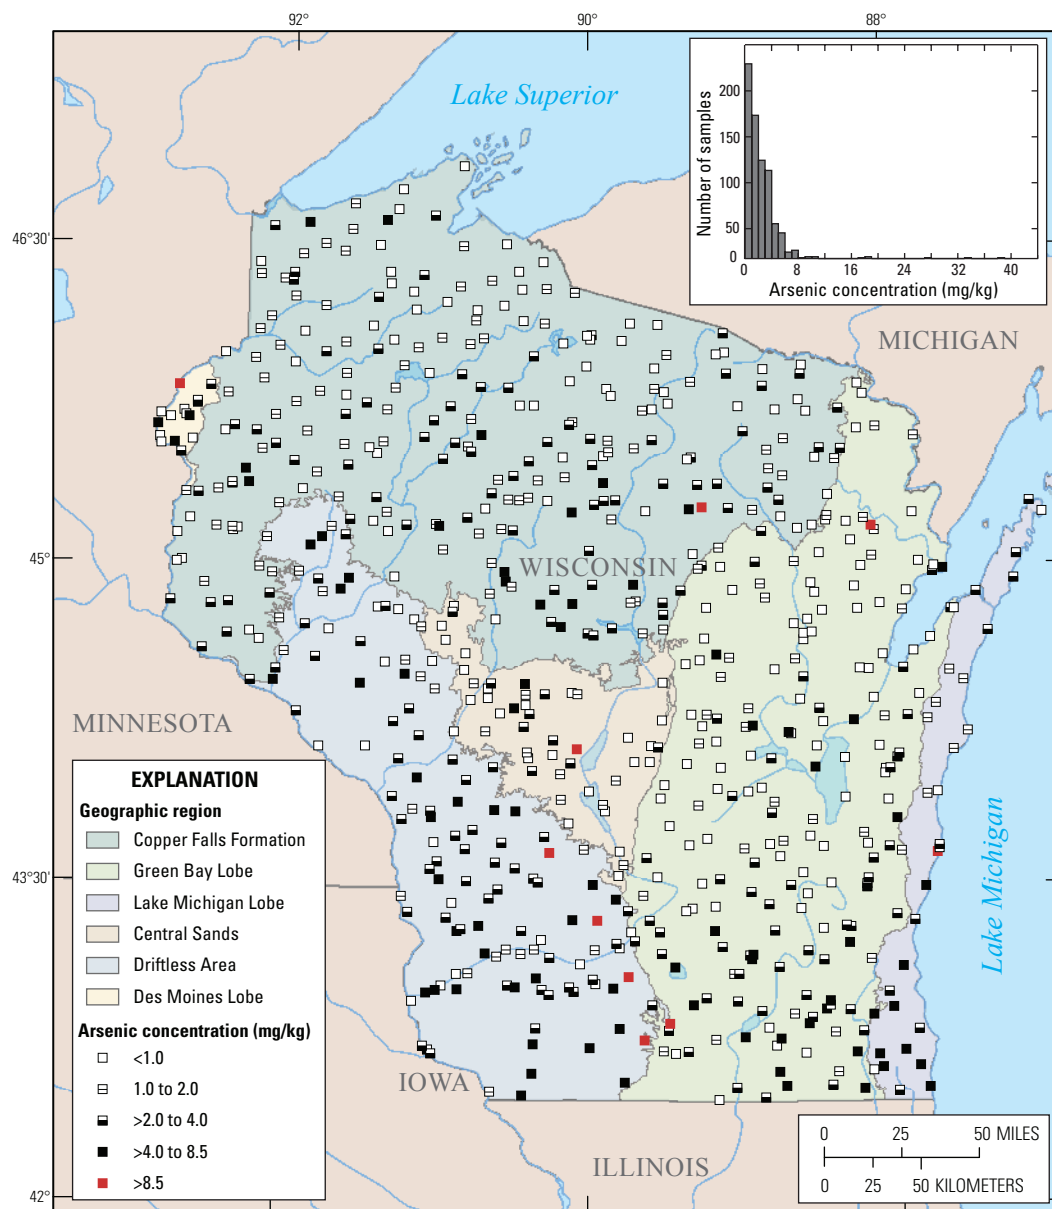 92°
90°
88°
Lake Superior
Number of samples
200
150
100
50
0
0
8
16
24
32
40
Arsenic concentration (mg/kg)
46°30'
MICHIGAN
45°
WISCONSIN
MINNESOTA
EXPLANATION
Geographic region
Copper Falls Formation
Green Bay Lobe
Lake Michigan Lobe
Central Sands
Driftless Area
Des Moines Lobe
Arsenic concentration (mg/kg)
<1.0
1.0 to 2.0
>2.0 to 4.0
>4.0 to 8.5
>8.5
43°30'
Lake Michigan
IOWA
ILLINOIS
0 25 50 MILES
0 25 50 KILOMETERS
42°